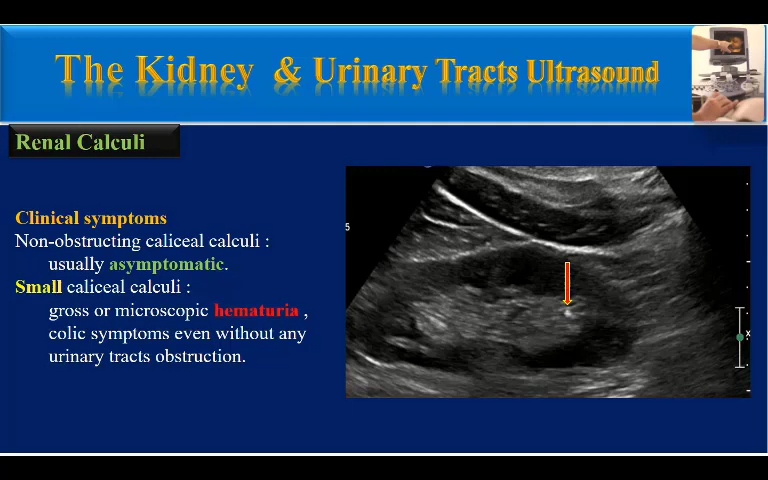 The Kidney & Urinary Tracts Ultrasound
Renal Calculi
Clinical symptoms
Non-obstructing caliceal calculi :
usually asymptomatic.
Small caliceal calculi :
gross or microscopic hematuria ,
colic symptoms even without any
urinary tracts obstruction.
5
x